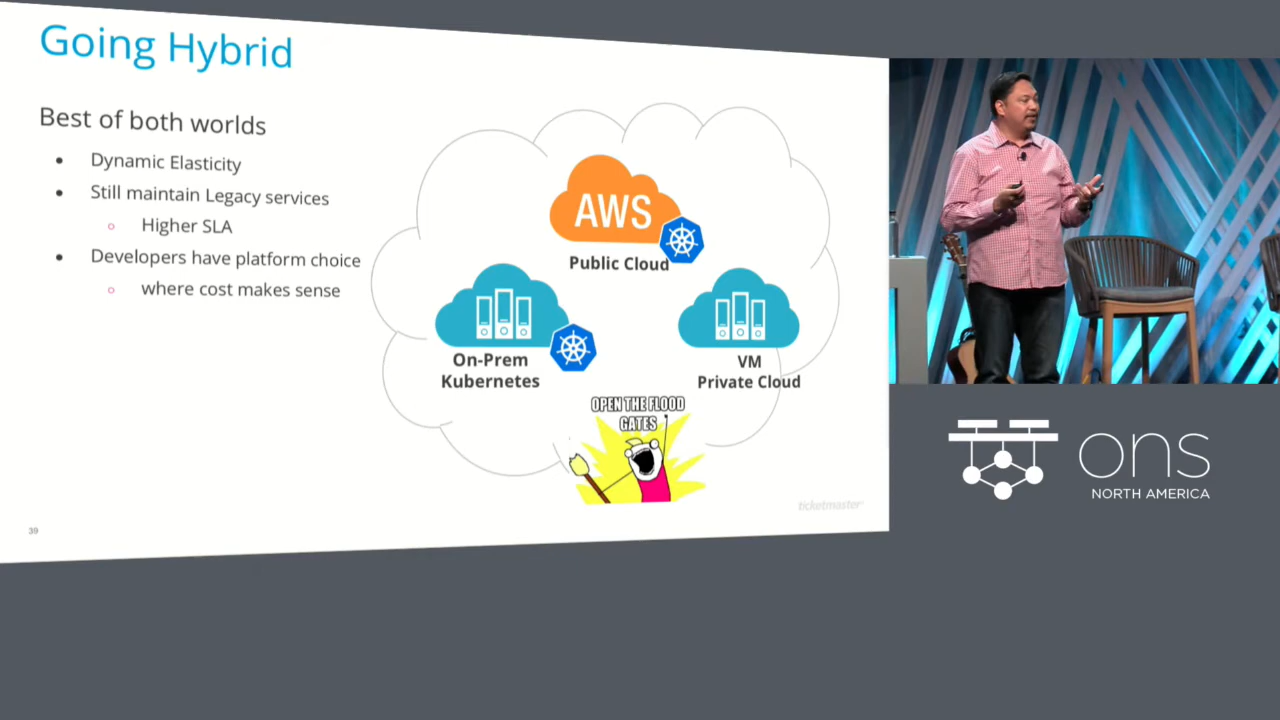 Going Hybrid
Best of both worlds
Dynamic Elasticity
Still maintain Legacy services
Higher SLA
Developers have platform choice
where cost makes sense
AWS
Public Cloud
On-Prem
Kubernetes
VM
Private Cloud
OPEN THE FLOOD
GATES
ticketmaster
39
ons
NORTH AMERICA